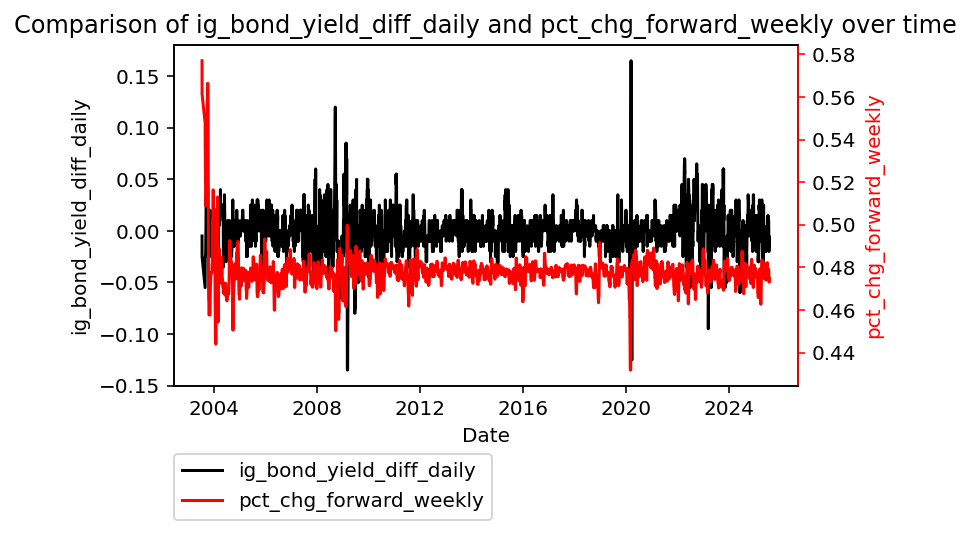 Comparison of ig_bond_yield_diff_daily and pct_chg_forward_weekly over time
ig_bond_yield_diff_daily
0.15
0.10
0.05
0.00
−0.05
−0.10
−0.15
0.58
0.56
0.54
0.52
0.50
0.48
0.46
0.44
pct_chg_forward_weekly
2004 2008 2012 2016 2020 2024
Date
ig_bond_yield_diff_daily
pct_chg_forward_weekly